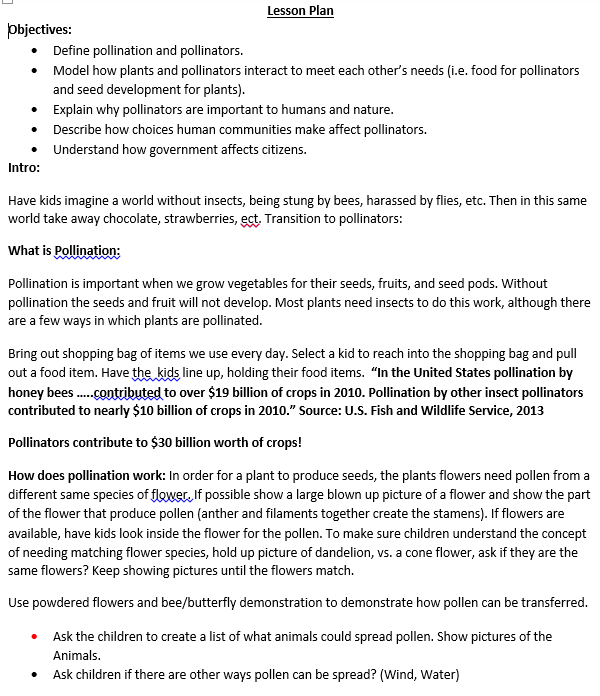 Lesson Plan
Objectives:
• Define pollination and pollinators.
• Model how plants and pollinators interact to meet each other's needs (i.e. food for pollinators
and seed development for plants).
• Explain why pollinators are important to humans and nature.
• Describe how choices human communities make affect pollinators.
• Understand how government affects citizens.
Intro:
Have kids imagine a world without insects, being stung by bees, harassed by flies, etc. Then in this same
world take away chocolate, strawberries, ect. Transition to pollinators:
What is Pollination:
Pollination is important when we grow vegetables for their seeds, fruits, and seed pods. Without
pollination the seeds and fruit will not develop. Most plants need insects to do this work, although there
are a few ways in which plants are pollinated.
Bring out shopping bag of items we use every day. Select a kid to reach into the shopping bag and pull
out a food item. Have the kids line up, holding their food items. “In the United States pollination by
honey bees …..contributed to over $19 billion of crops in 2010. Pollination by other insect pollinators
contributed to nearly $10 billion of crops in 2010.” Source: U.S. Fish and Wildlife Service, 2013
Pollinators contribute to $30 billion worth of crops!
How does pollination work: In order for a plant to produce seeds, the plants flowers need pollen from a
different same species of flower. If possible show a large blown up picture of a flower and show the part
of the flower that produce pollen (anther and filaments together create the stamens). If flowers are
available, have kids look inside the flower for the pollen. To make sure children understand the concept
of needing matching flower species, hold up picture of dandelion, vs. a cone flower, ask if they are the
same flowers? Keep showing pictures until the flowers match.
Use powdered flowers and bee/butterfly demonstration to demonstrate how pollen can be transferred.
• Ask the children to create a list of what animals could spread pollen. Show pictures of the
Animals.
• Ask children if there are other ways pollen can be spread? (Wind, Water)